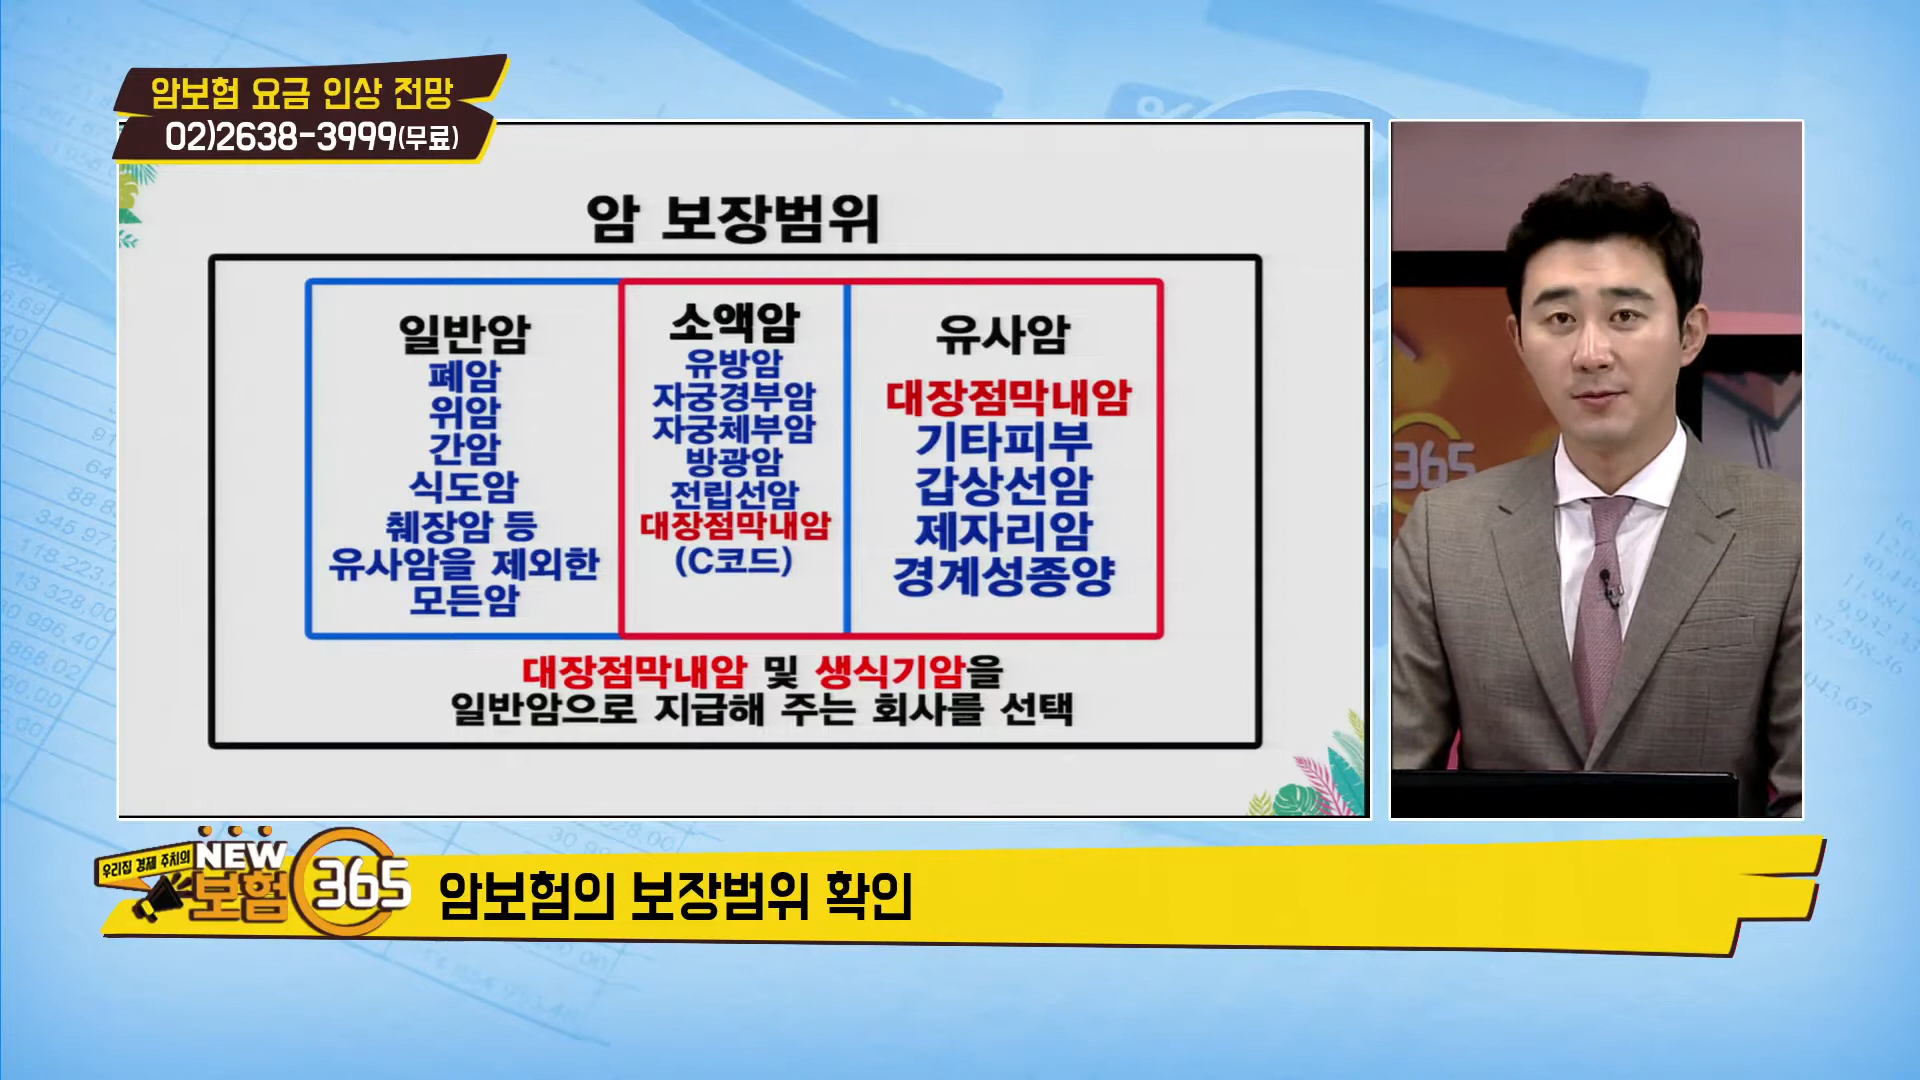 암보험 요금 인상 전망
02)2638-3999(무료)
암 보장범위
일반암
폐암
위암
간암
식도암
췌장암 등
유사암을 제외한
모든암
소액암
유방암
자궁경부암
자궁체부암
방광암
전립선암
대장점막내암
(C코드)
유사암
대장점막내암
기타피부
갑상선암
제자리암
경계성종양
대장점막내암 및 생식기암을
일반암으로 지급해 주는 회사를 선택
365
우리집 경제 주치의
NEW
보험 365
암보험의 보장범위 확인